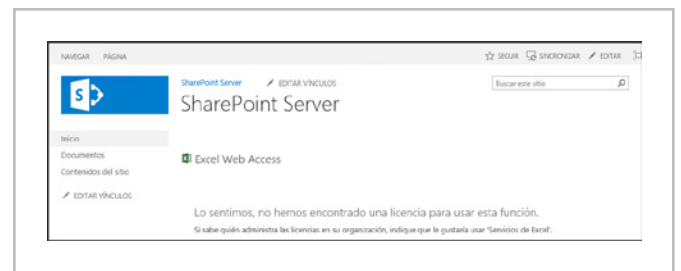 NAVEGAR PÁGINA
SEGUIR SINCRONIZAR EDITAR
SharePoint Server EDITAR VÍNCULOS
Buscar este sitio
S
SharePoint Server
Inicio
Documentos
Contenidos del sitio
Excel Web Access
EDITAR VÍNCULOS
Lo sentimos, no hemos encontrado una licencia para usar esta función.
Si sabe quién administra las licencias en su organización, indique que le gustaría usar 'Servicios de Excel'.